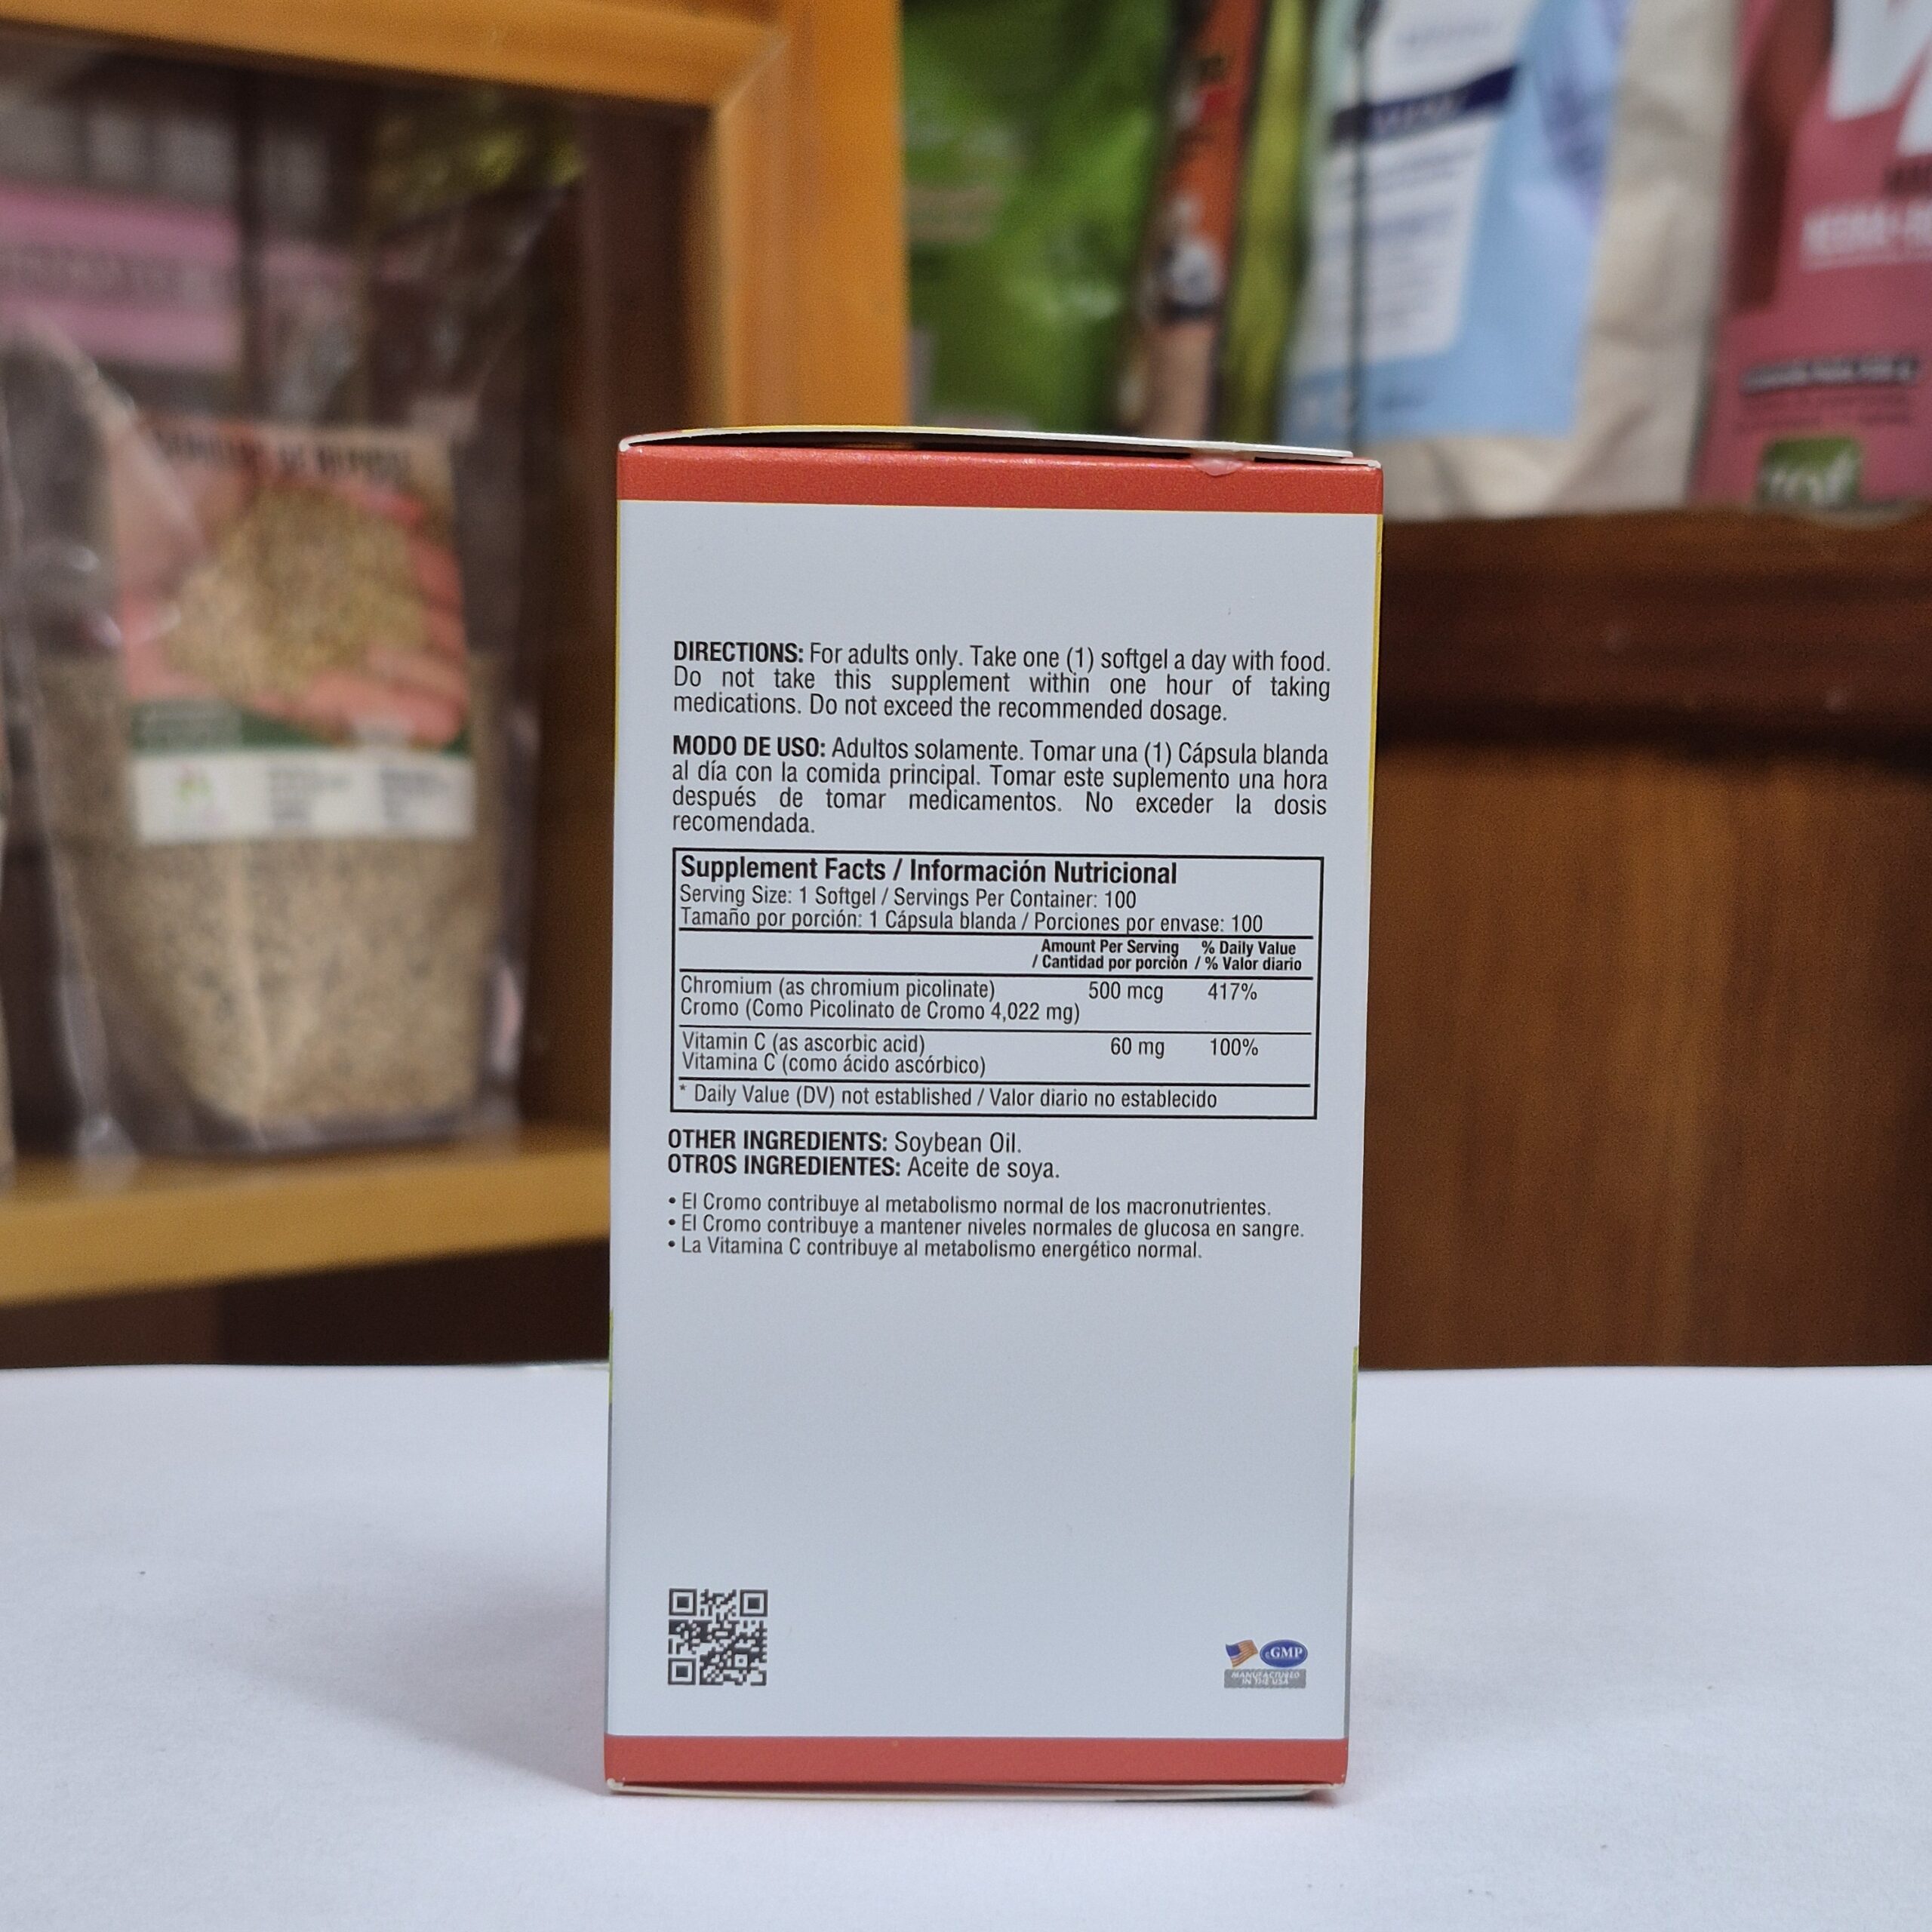 DIRECTIONS: For adults only. Take one (1) softgel a day with food.
Do not take this supplement within one hour of taking
medications. Do not exceed the recommended dosage.
MODO DE USO: Adultos solamente. Tomar una (1) Cápsula blanda
al día con la comida principal. Tomar este suplemento una hora
después de tomar medicamentos. No exceder la dosis
recomendada.
Supplement Facts / Información Nutricional
Serving Size: 1 Softgel / Servings Per Container: 100
Tamaño por porción: 1 Cápsula blanda / Porciones por envase: 100
Amount Per Serving % Daily Value
/ Cantidad por porción / % Valor diario
Chromium (as chromium picolinate) 500 mcg 417%
Cromo (Como Picolinato de Cromo 4,022 mg)
Vitamin C (as ascorbic acid) 60 mg 100%
Vitamina C (como ácido ascórbico)
* Daily Value (DV) not established / Valor diario no establecido
OTHER INGREDIENTS: Soybean Oil.
OTROS INGREDIENTES: Aceite de soya.
• El Cromo contribuye al metabolismo normal de los macronutrientes.
• El Cromo contribuye a mantener niveles normales de glucosa en sangre.
• La Vitamina C contribuye al metabolismo energético normal.
cGMP
MANUFACTURED
IN THE USA